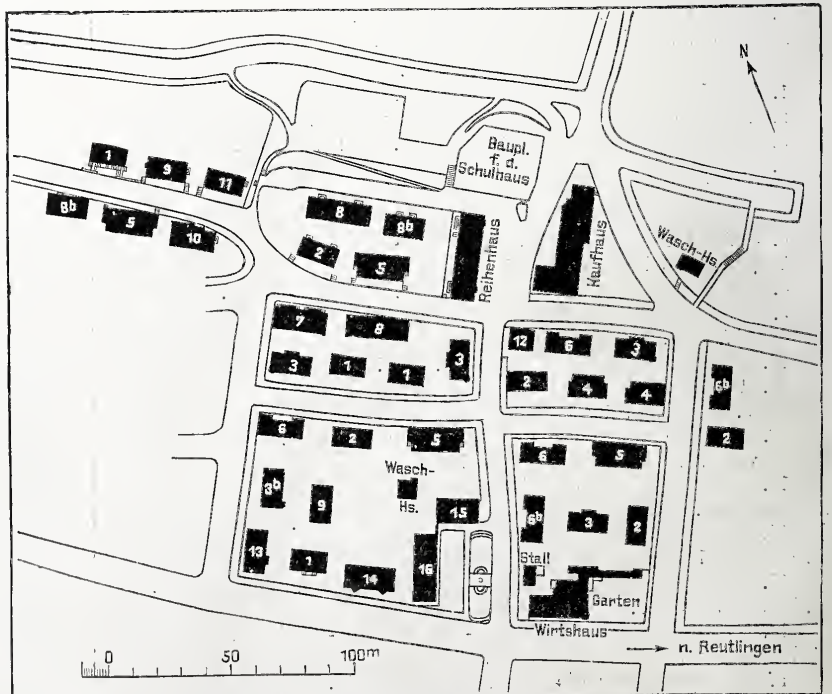 N
Baupl.
f. d.
Schulhaus
1
9
11
8b
5
10
8
8b
2
5
Reihenhaus
Kaufhaus
Wasch-Hs.
7
8
3
1
1
3
12
6
3
2
4
4
6b
2
6
2
5
Wasch-
Hs.
3b
9
15
13
1
14
16
6
5
6b
3
2
Stall
Garten
Wirtshaus
n. Reutlingen
0 50 100m